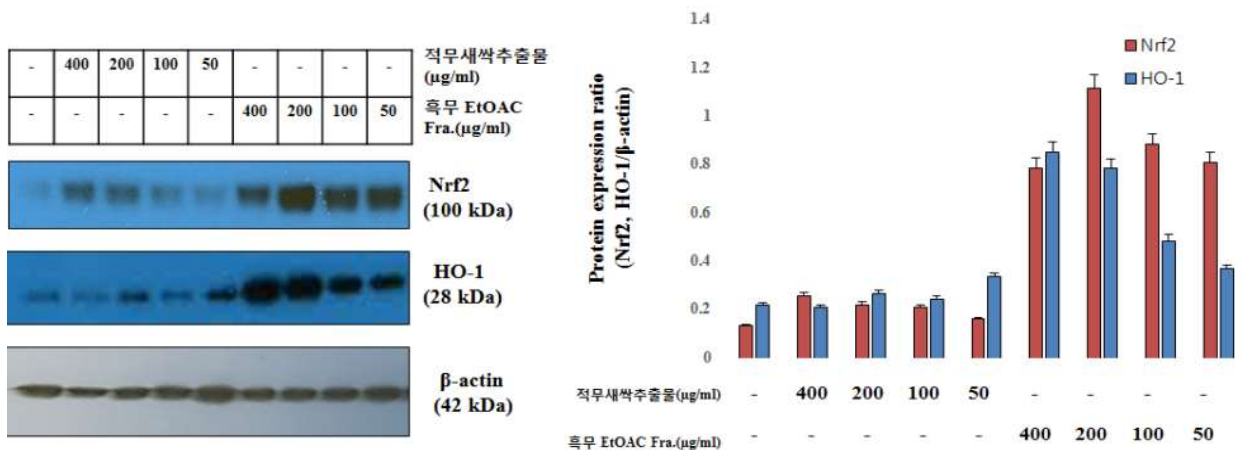 - 400 200 100 50 - - - - 적무새싹추출물
(µg/ml)
- - - - - 400 200 100 50 흑무 EtOAC
Fra.(µg/ml)
Nrf2
(100 kDa)
HO-1
(28 kDa)
β-actin
(42 kDa)
Protein expression ratio
(Nrf2, HO-1/β-actin)
1.4
1.2
1
0.8
0.6
0.4
0.2
0
Nrf2
HO-1
적무새싹추출물(µg/ml) - 400 200 100 50 - - - -
흑무 EtOAC Fra.(µg/ml) - - - - - 400 200 100 50